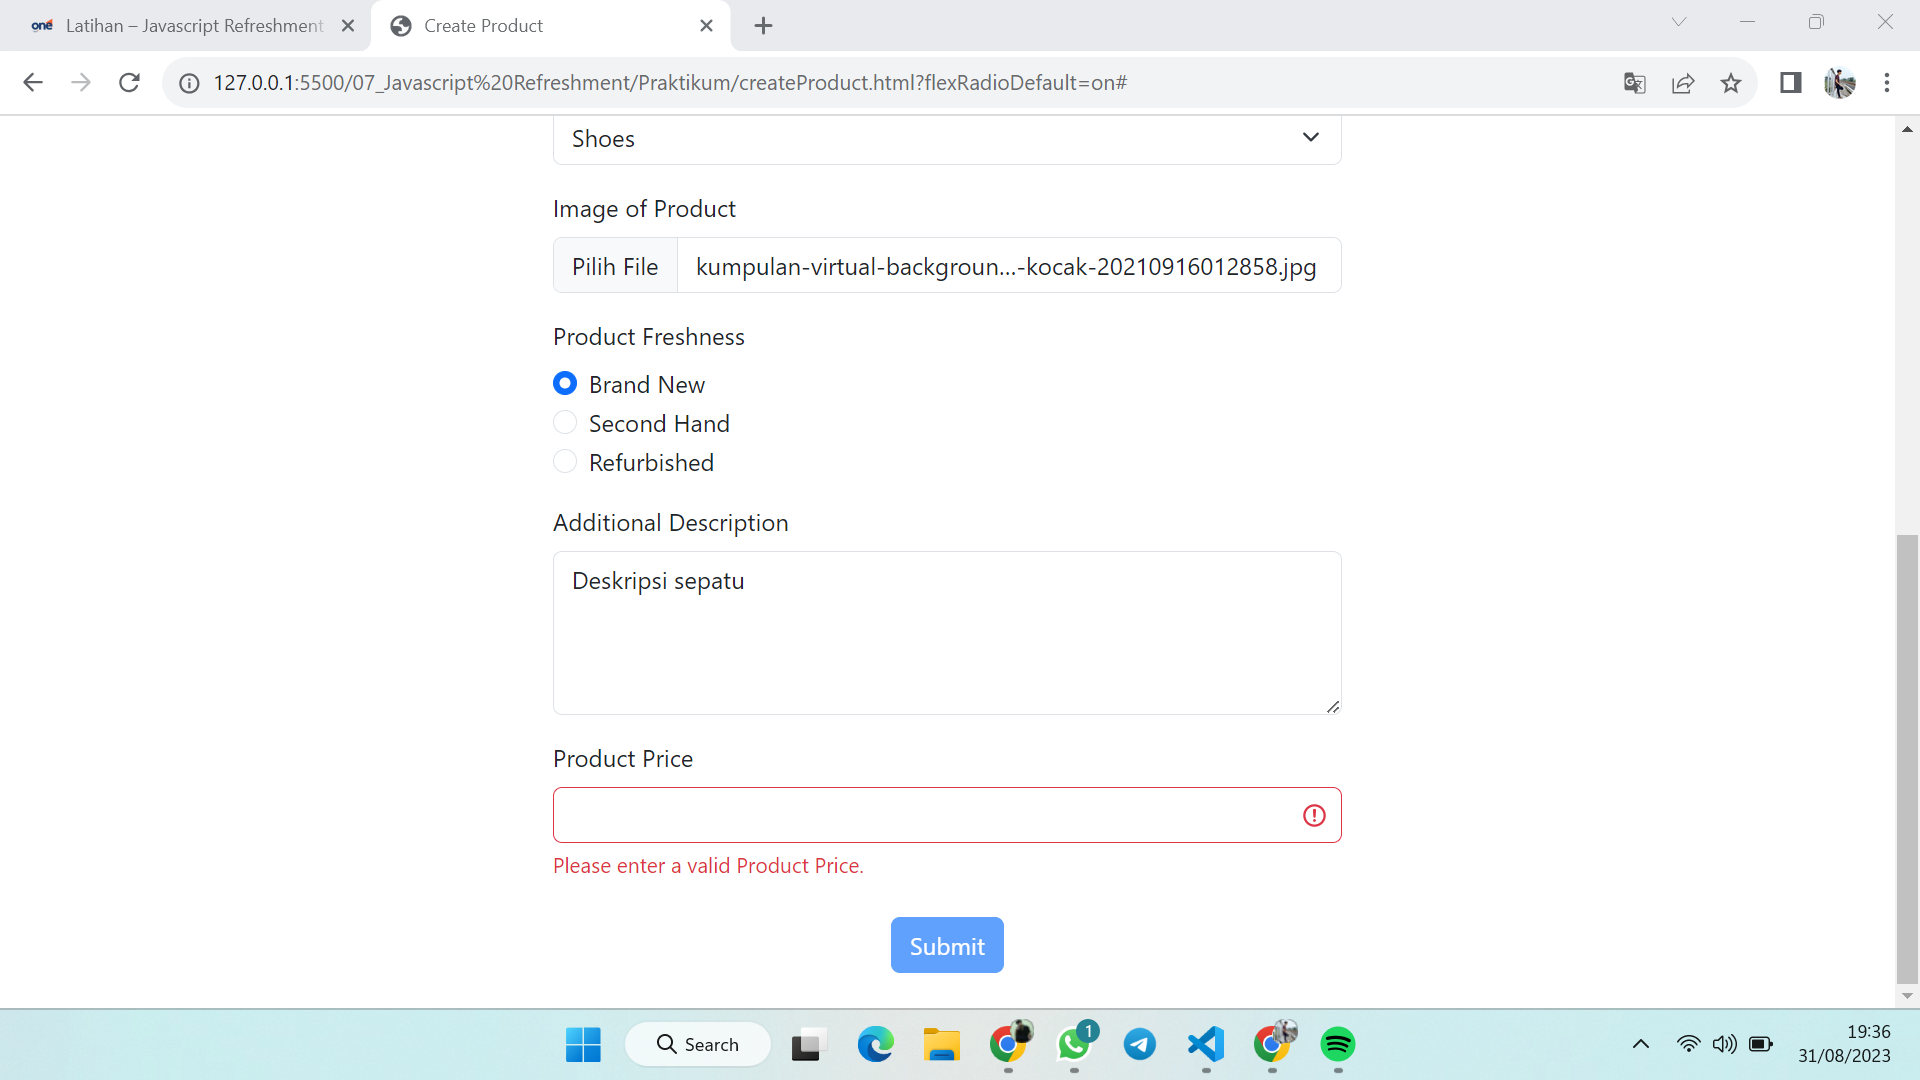 one Latihan – Javascript Refreshment
Create Product
127.0.0.1:5500/07_Javascript%20Refreshment/Praktikum/createProduct.html?flexRadioDefault=on#
Shoes
Image of Product
Pilih File kumpulan-virtual-backgroun...-kocak-20210916012858.jpg
Product Freshness
Brand New
Second Hand
Refurbished
Additional Description
Deskripsi sepatu
Product Price
Please enter a valid Product Price.
Submit
Search
1
19:36
31/08/2023